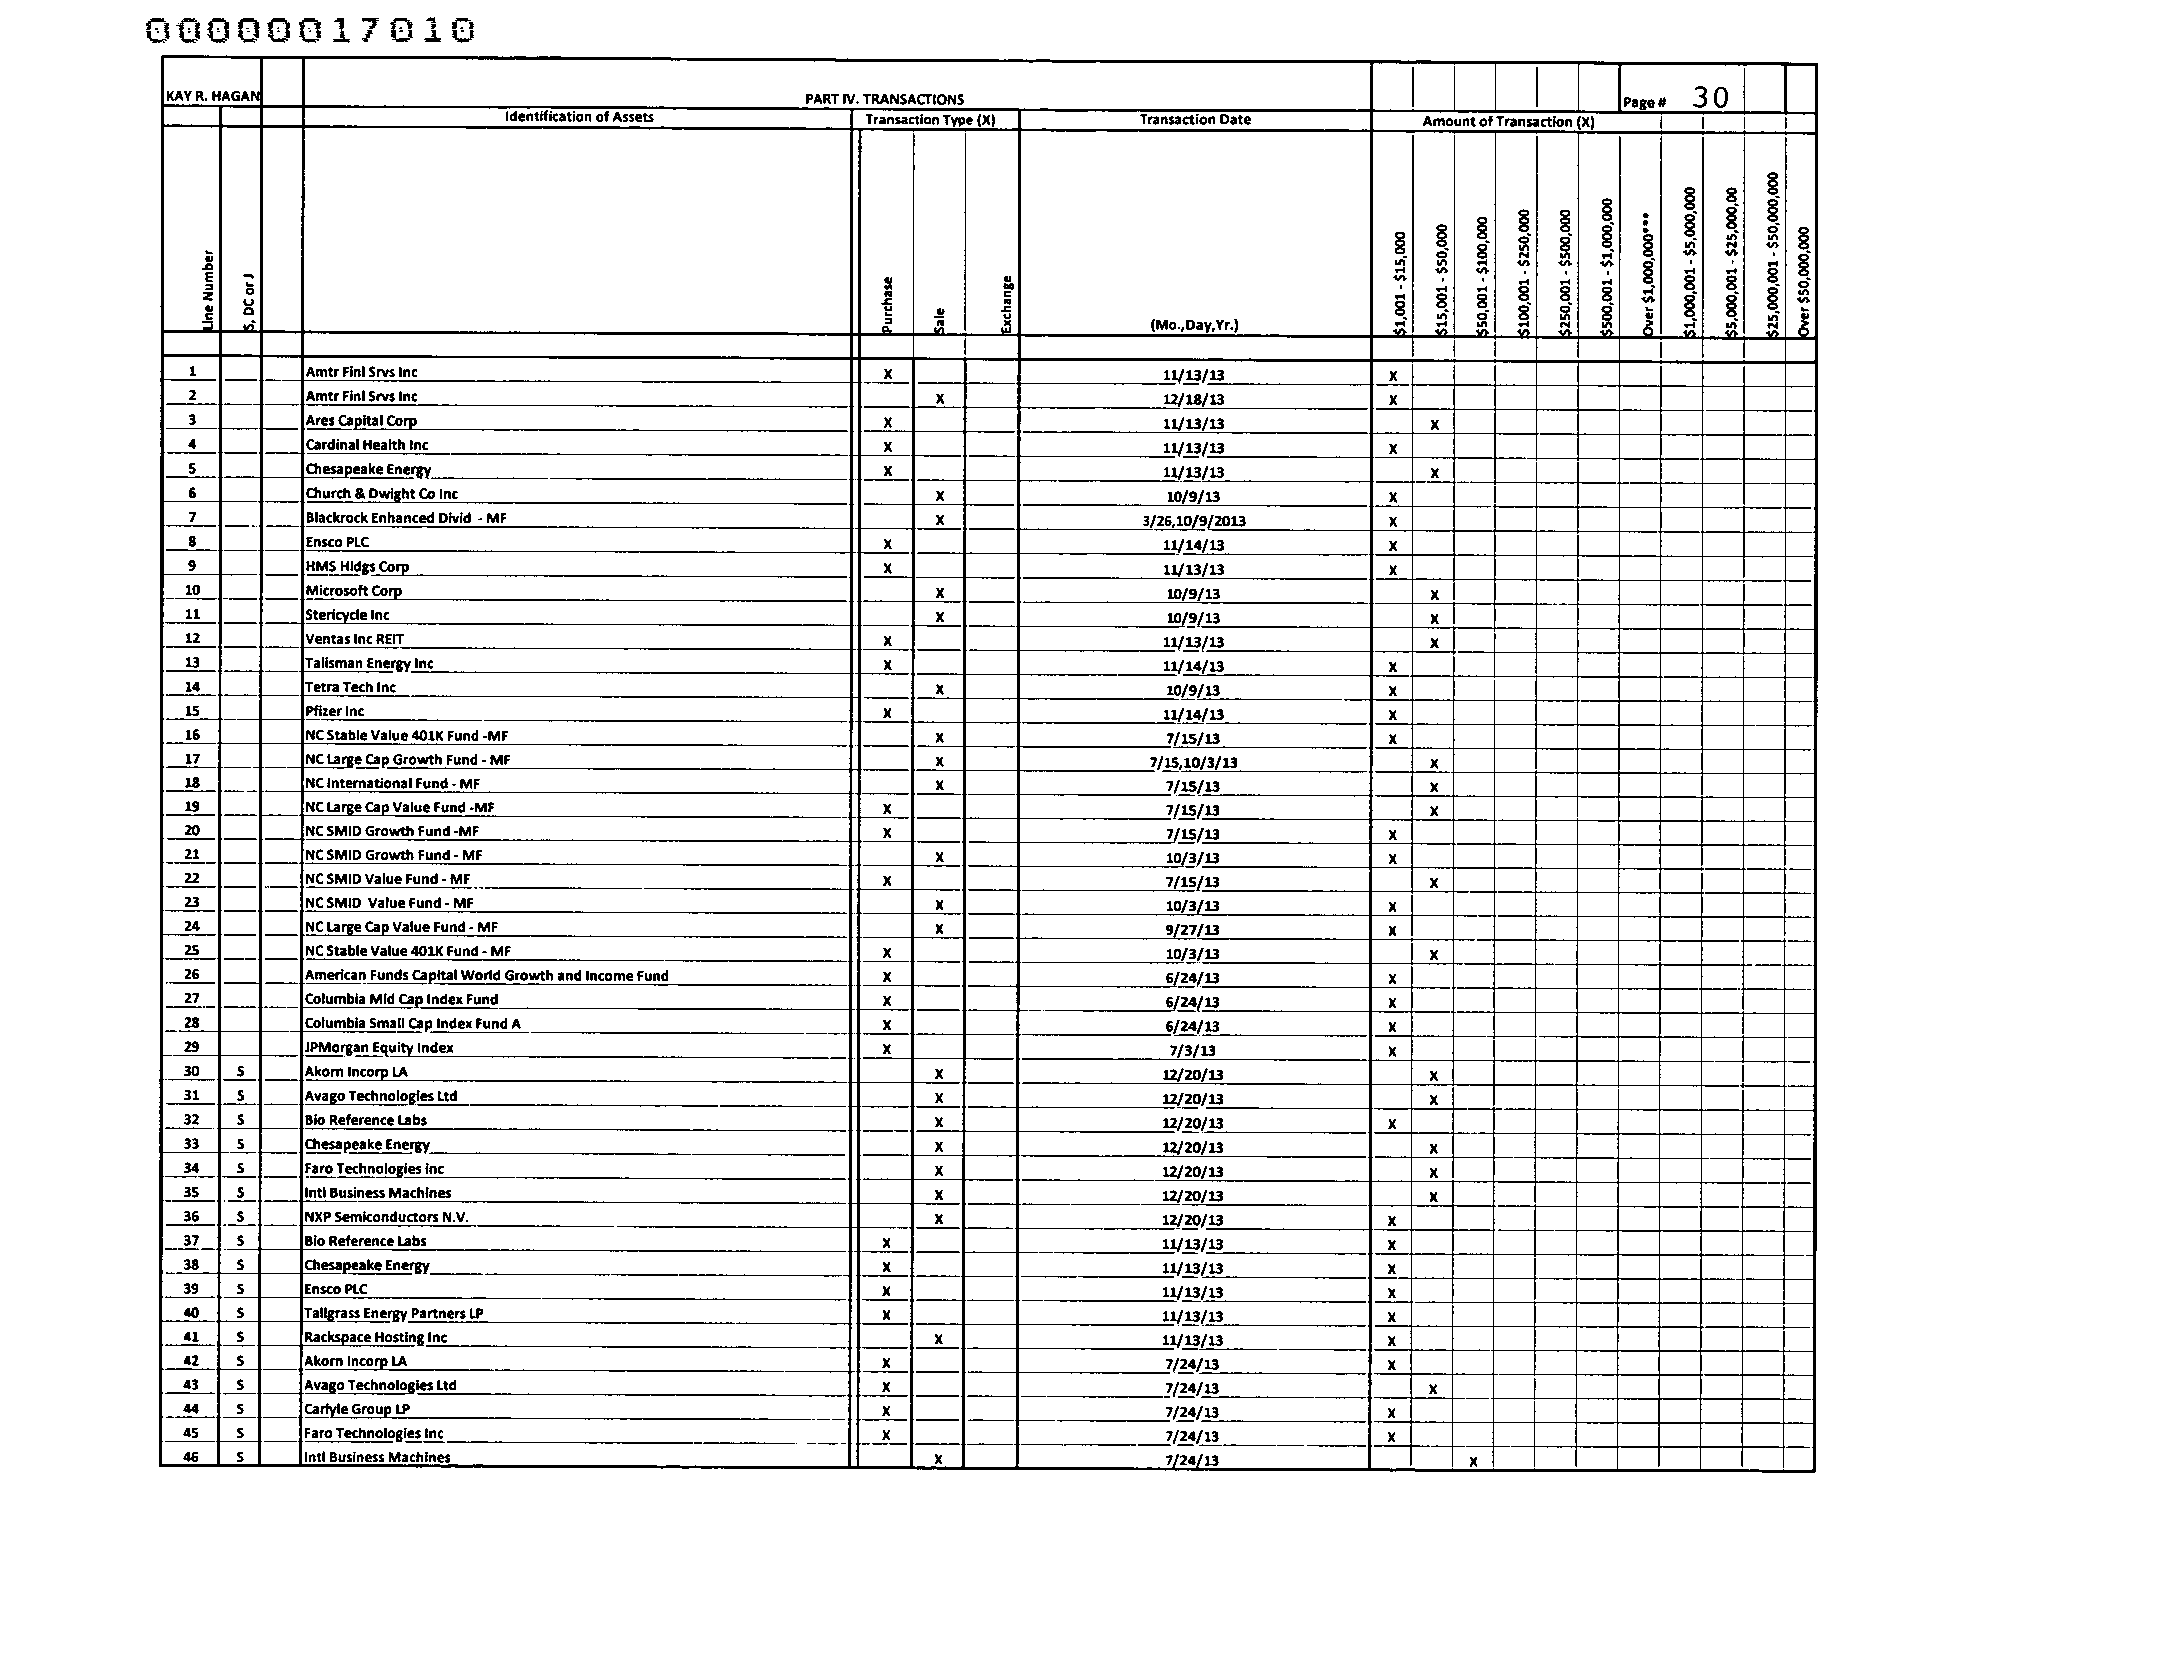 00000017010
KAY R. HAGAN PART IV. TRANSACTIONS Page # 30
Identification of Assets Transaction Type (X) Transaction Date Amount of Transaction (X)
Line Number S, DC or J Purchase Sale Exchange (Mo.,Day,Yr.) $1,001 - $15,000 $15,001 - $50,000 $50,001 - $100,000 $100,001 - $250,000 $250,001 - $500,000 $500,001 - $1,000,000 Over $1,000,000*** $1,000,001 - $5,000,000 $5,000,001 - $25,000,00 $25,000,001 - $50,000,000 Over $50,000,000
1 Amtr Finl Srvs Inc X 11/13/13 X
2 Amtr Finl Srvs Inc X 12/18/13 X
3 Ares Capital Corp X 11/13/13 X
4 Cardinal Health Inc X 11/13/13 X
5 Chesapeake Energy X 11/13/13 X
6 Church & Dwight Co Inc X 10/9/13 X
7 Blackrock Enhanced Divid - MF X 3/26,10/9/2013 X
8 Ensco PLC X 11/14/13 X
9 HMS Hldgs Corp X 11/13/13 X
10 Microsoft Corp X 10/9/13 X
11 Stericycle Inc X 10/9/13 X
12 Ventas Inc REIT X 11/13/13 X
13 Talisman Energy Inc X 11/14/13 X
14 Tetra Tech Inc X 10/9/13 X
15 Pfizer Inc X 11/14/13 X
16 NC Stable Value 401K Fund -MF X 7/15/13 X
17 NC Large Cap Growth Fund - MF X 7/15,10/3/13 X
18 NC International Fund - MF X 7/15/13 X
19 NC Large Cap Value Fund -MF X 7/15/13 X
20 NC SMID Growth Fund -MF X 7/15/13 X
21 NC SMID Growth Fund - MF X 10/3/13 X
22 NC SMID Value Fund - MF X 7/15/13 X
23 NC SMID Value Fund - MF X 10/3/13 X
24 NC Large Cap Value Fund - MF X 9/27/13 X
25 NC Stable Value 401K Fund - MF X 10/3/13 X
26 American Funds Capital World Growth and Income Fund X 6/24/13 X
27 Columbia Mid Cap Index Fund X 6/24/13 X
28 Columbia Small Cap Index Fund A X 6/24/13 X
29 JPMorgan Equity Index X 7/3/13 X
30 S Akorn Incorp LA X 12/20/13 X
31 S Avago Technologies Ltd X 12/20/13 X
32 S Bio Reference Labs X 12/20/13 X
33 S Chesapeake Energy X 12/20/13 X
34 S Faro Technologies Inc X 12/20/13 X
35 S Intl Business Machines X 12/20/13 X
36 S NXP Semiconductors N.V. X 12/20/13 X
37 S Bio Reference Labs X 11/13/13 X
38 S Chesapeake Energy X 11/13/13 X
39 S Ensco PLC X 11/13/13 X
40 S Tallgrass Energy Partners LP X 11/13/13 X
41 S Rackspace Hosting Inc X 11/13/13 X
42 S Akorn Incorp LA X 7/24/13 X
43 S Avago Technologies Ltd X 7/24/13 X
44 S Carlyle Group LP X 7/24/13 X
45 S Faro Technologies Inc X 7/24/13 X
46 S Intl Business Machines X 7/24/13 X